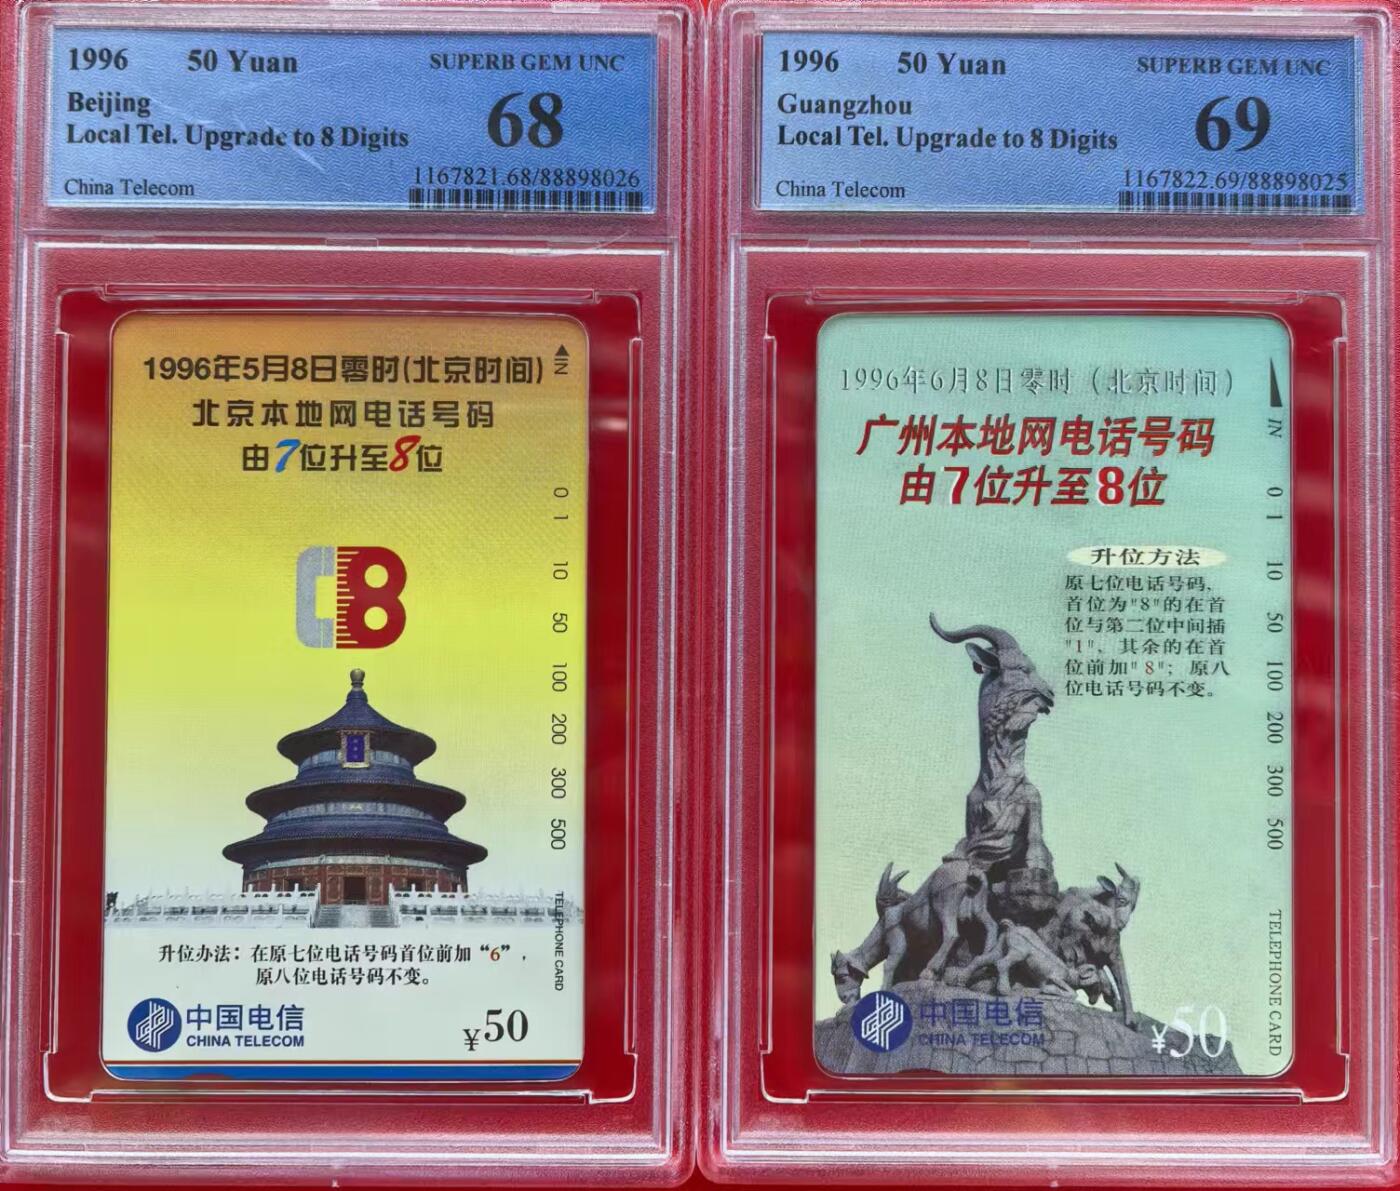 1996 50 Yuan SUPERB GEM UNC
Beijing 68
Local Tel. Upgrade to 8 Digits
1167821.68/88898026
China Telecom
1996年5月8日零时(北京时间)
北京本地网电话号码
由7位升至8位
IN
0 1 10 50 100 200 300 500
TELEPHONE CARD
8
升位办法：在原七位电话号码首位前加“6”，
原八位电话号码不变。
中国电信
CHINA TELECOM
¥50
1996 50 Yuan SUPERB GEM UNC
Guangzhou 69
Local Tel. Upgrade to 8 Digits
1167822.69/88898025
China Telecom
1996年6月8日零时（北京时间）
广州本地网电话号码
由7位升至8位
IN
0 1 10 50 100 200 300 500
TELEPHONE CARD
升位方法
原七位电话号码，
首位为"8"的在首
位与第二位中间插
"1"，其余的在首
位前加"8"；原八
位电话号码不变。
中国电信
CHINA TELECOM
¥50